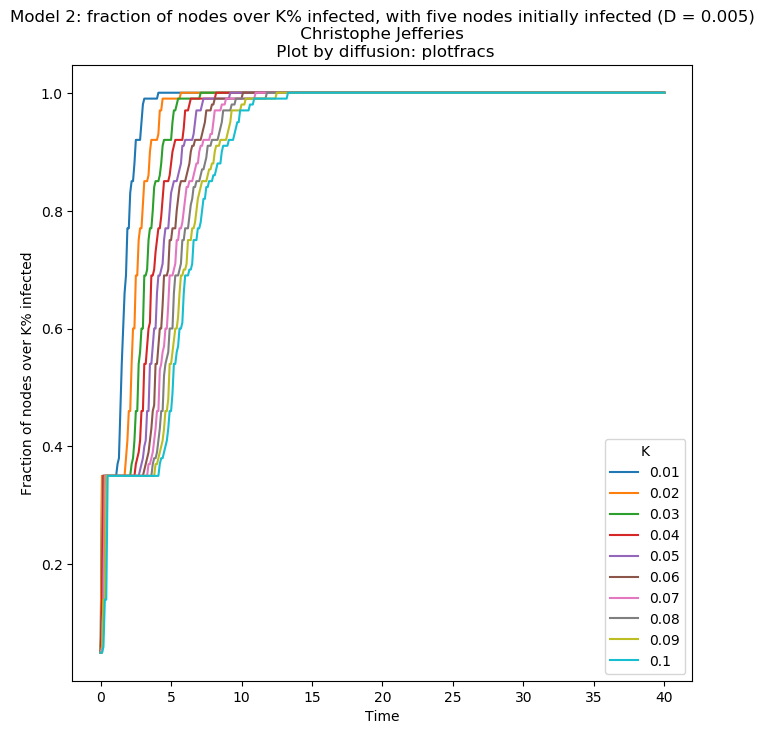 Model 2: fraction of nodes over K% infected, with five nodes initially infected (D = 0.005)
Christophe Jefferies
Plot by diffusion: plotfracs
1.0
0.8
0.6
0.4
0.2
Fraction of nodes over K% infected
K
0.01
0.02
0.03
0.04
0.05
0.06
0.07
0.08
0.09
0.1
0 5 10 15 20 25 30 35 40
Time